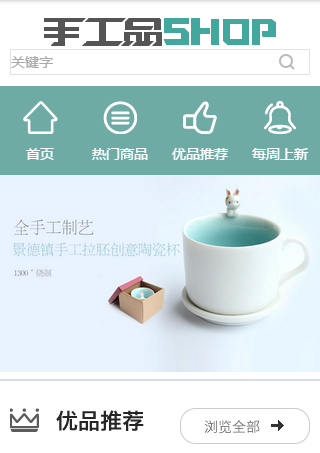 手工品SHOP
关键字
首页 热门商品 优品推荐 每周上新
全手工制艺
景德镇手工拉胚创意陶瓷杯
1300°烧制
优品推荐 浏览全部